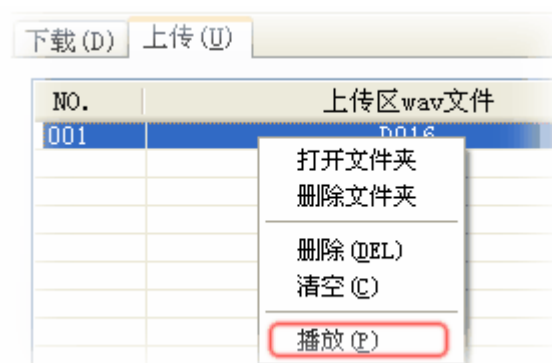 下载(D) 上传(U)
NO. 上传区wav文件
001 D016
打开文件夹
删除文件夹
删除(DEL)
清空(C)
播放(P)